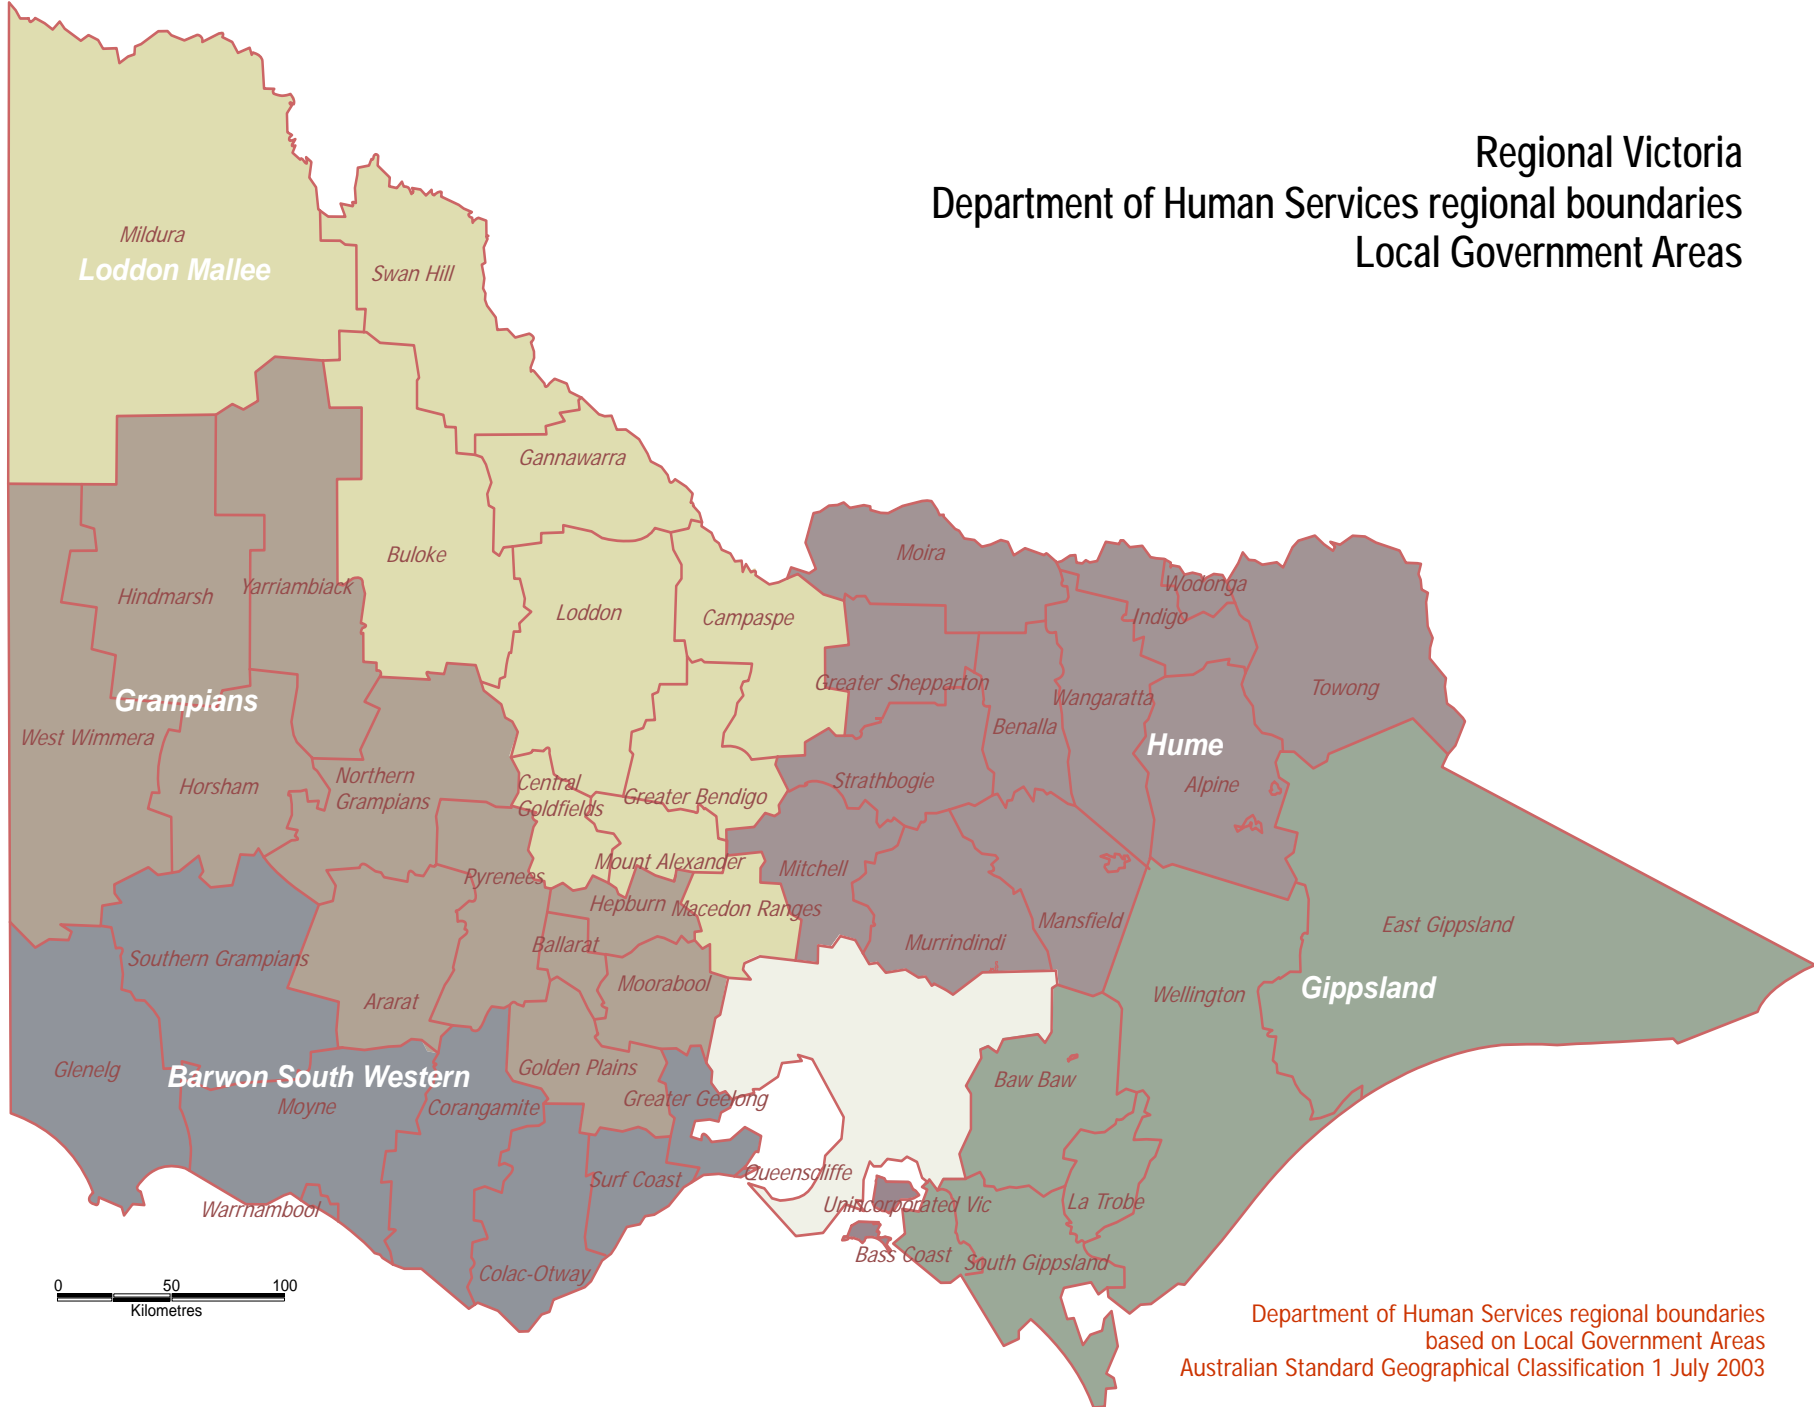 Regional Victoria
Department of Human Services regional boundaries
Local Government Areas
Mildura
Loddon Mallee
Swan Hill
Gannawarra
Buloke
Hindmarsh
Yarriambiack
Loddon
Campaspe
Moira
Wodonga
Indigo
Greater Shepparton
Wangaratta
Towong
Benalla
Hume
Alpine
Grampians
West Wimmera
Horsham
Northern
Grampians
Central
Goldfields
Greater Bendigo
Strathbogie
Mount Alexander
Mitchell
Pyrenees
Hepburn
Macedon Ranges
Mansfield
Murrindindi
East Gippsland
Ballarat
Southern Grampians
Ararat
Moorabool
Wellington
Gippsland
Glenelg
Barwon South Western
Moyne
Corangamite
Golden Plains
Greater Geelong
Baw Baw
Surf Coast
Queenscliffe
Unincorporated Vic
La Trobe
Warrnambool
Bass Coast
South Gippsland
Colac-Otway
0 50 100
Kilometres
Department of Human Services regional boundaries
based on Local Government Areas
Australian Standard Geographical Classification 1 July 2003